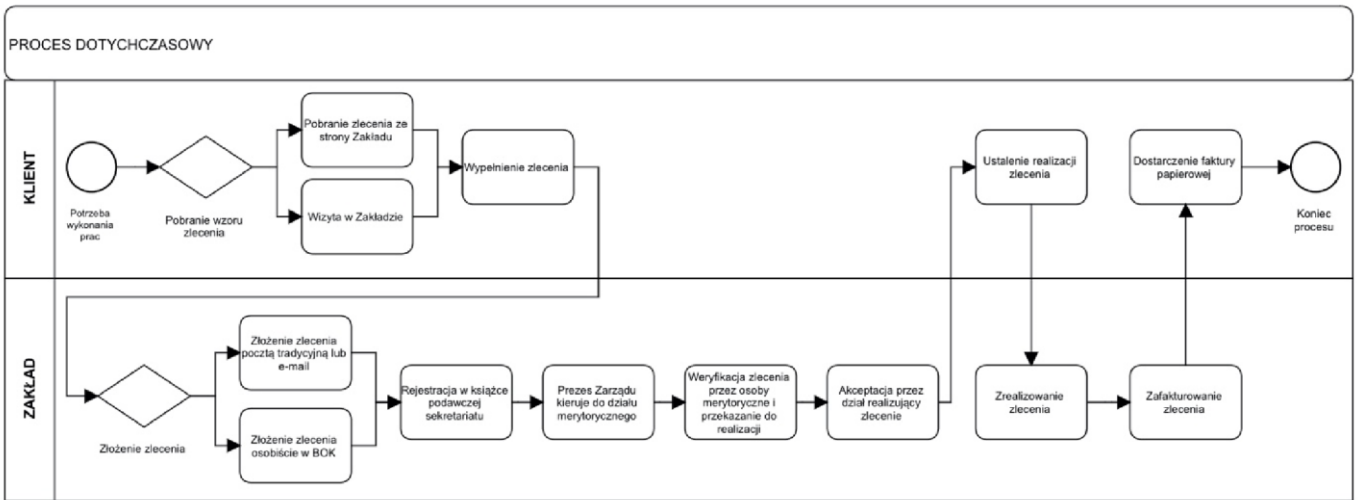 PROCES DOTYCHCZASOWY
KLIENT
Potrzeba
wykonania
prac
Pobranie wzoru
zlecenia
Pobranie zlecenia ze
strony Zakładu
Wizyta w Zakładzie
Wypełnienie zlecenia
Ustalenie realizacji
zlecenia
Dostarczenie faktury
papierowej
Koniec
procesu
ZAKŁAD
Złożenie zlecenia
Złożenie zlecenia
pocztą tradycyjną lub
e-mail
Złożenie zlecenia
osobiście w BOK
Rejestracja w książce
podawczej
sekretariatu
Prezes Zarządu
kieruje do działu
merytorycznego
Weryfikacja zlecenia
przez osoby
merytoryczne i
przekazanie do
realizacji
Akceptacja przez
dział realizujący
zlecenie
Zrealizowanie
zlecenia
Zafakturowanie
zlecenia